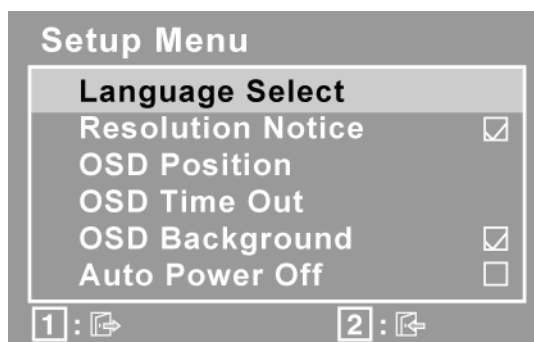 Setup Menu
Language Select
Resolution Notice
OSD Position
OSD Time Out
OSD Background
Auto Power Off
1 : 2 :